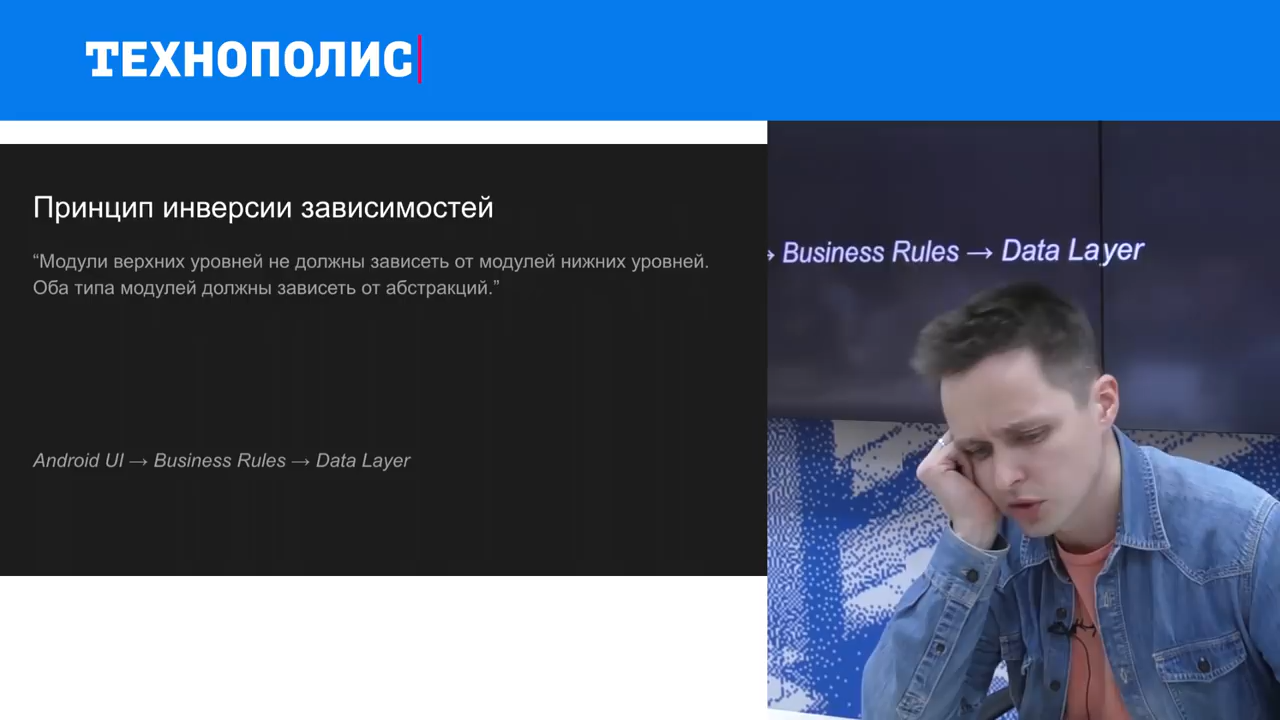 ТЕХНОПОЛИС
Принцип инверсии зависимостей
“Модули верхних уровней не должны зависеть от модулей нижних уровней.
Оба типа модулей должны зависеть от абстракций.”
Android UI → Business Rules → Data Layer
→ Business Rules → Data Layer